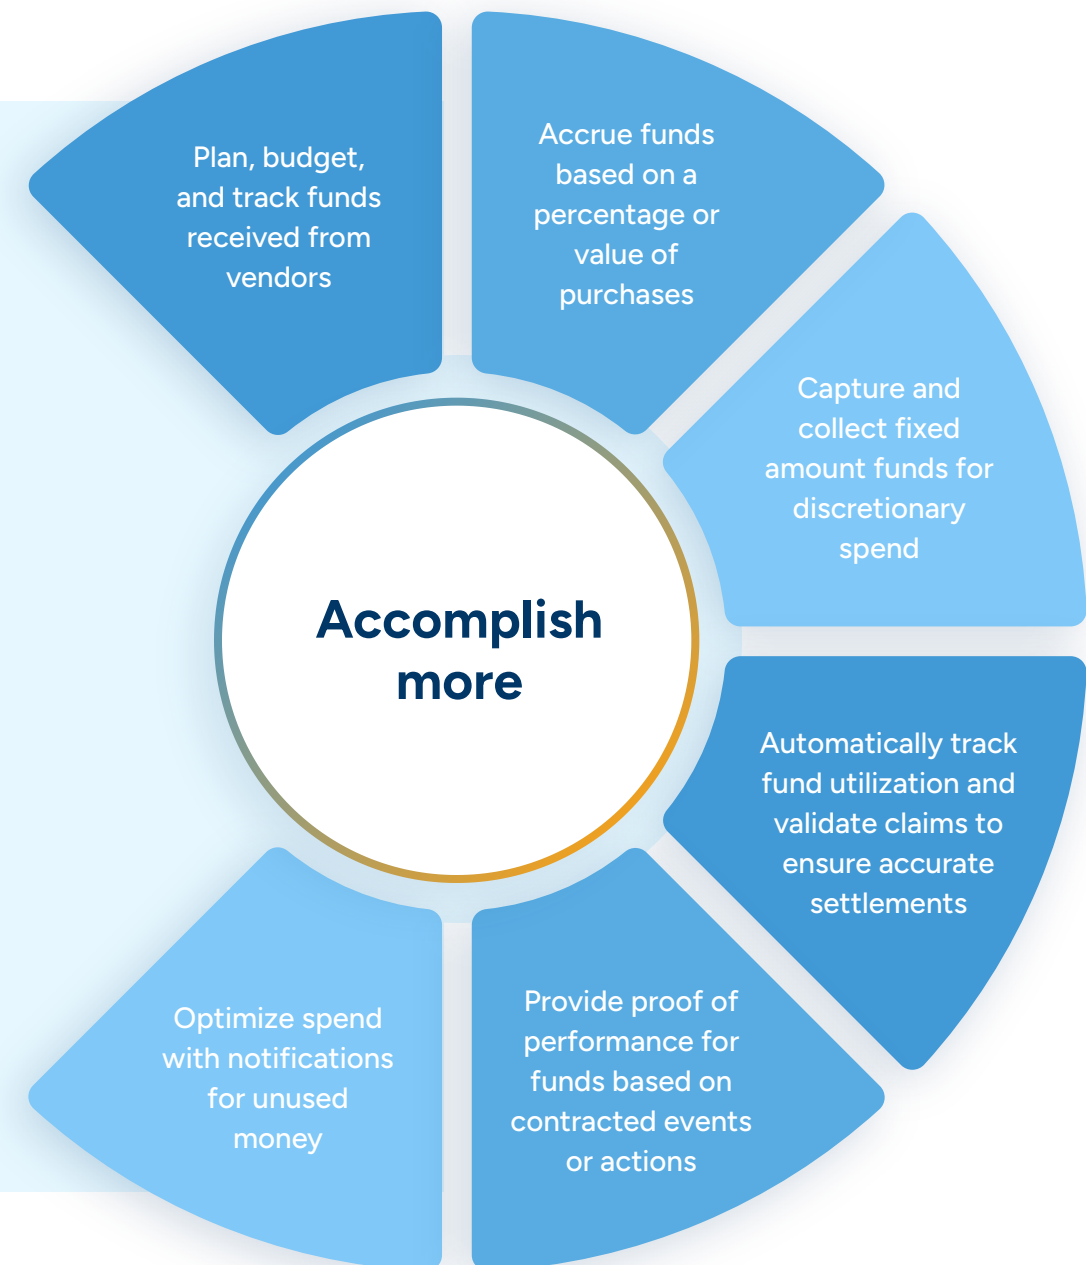 Plan, budget,
and track funds
received from
vendors
Accrue funds
based on a
percentage or
value of
purchases
Capture and
collect fixed
amount funds for
discretionary
spend
Automatically track
fund utilization and
validate claims to
ensure accurate
settlements
Provide proof of
performance for
funds based on
contracted events
or actions
Optimize spend
with notifications
for unused
money
Accomplish
more